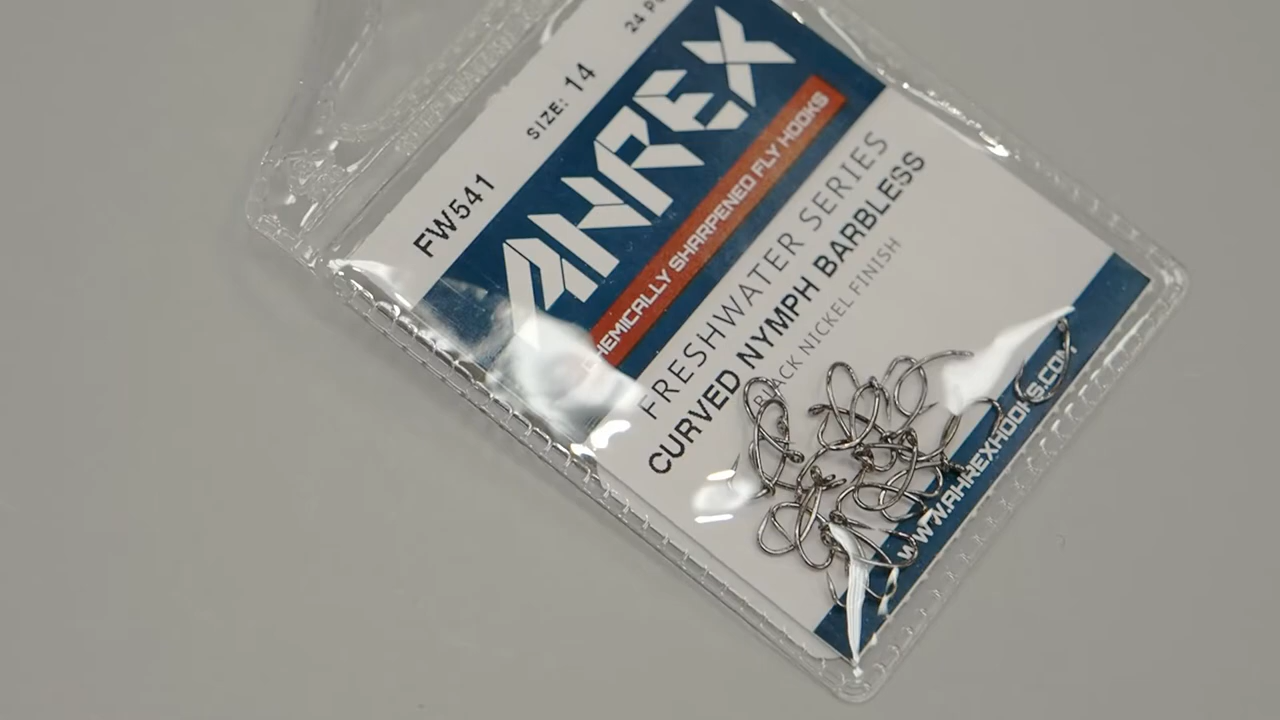 FW541 SIZE: 14 24
AHREX
CHEMICALLY SHARPENED FLY HOOKS
FRESHWATER SERIES
CURVED NYMPH BARBLESS
BLACK NICKEL FINISH
WWW.AHREXHOOKS.COM